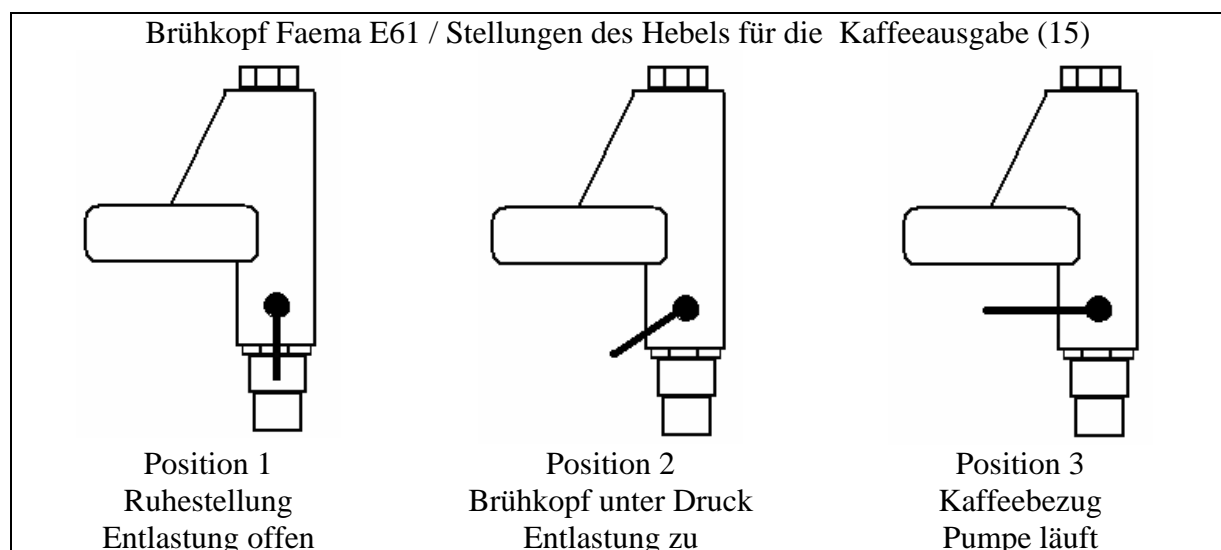 Brühkopf Faema E61 / Stellungen des Hebels für die Kaffeeausgabe (15)
Position 1
Ruhestellung
Entlastung offen
Position 2
Brühkopf unter Druck
Entlastung zu
Position 3
Kaffeebezug
Pumpe läuft